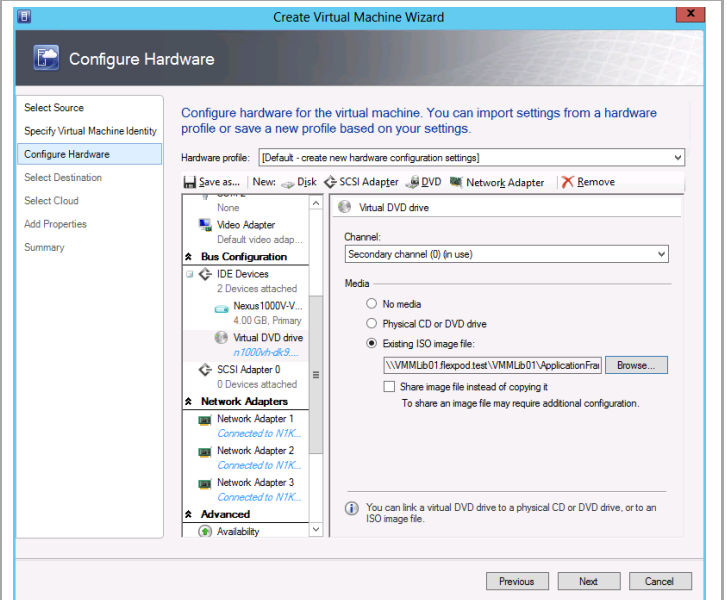 Create Virtual Machine Wizard
x
Configure Hardware
Select Source
Specify Virtual Machine Identity
Configure Hardware
Select Destination
Select Cloud
Add Properties
Summary
Configure hardware for the virtual machine. You can import settings from a hardware
profile or save a new profile based on your settings.
Hardware profile: [Default - create new hardware configuration settings]
Save as... New: Disk SCSI Adapter DVD Network Adapter Remove
None
Video Adapter
Default video adap...
Bus Configuration
IDE Devices
2 Devices attached
Nexus1000V-V...
4.00 GB, Primary
Virtual DVD drive
n1000vh-dk9....
SCSI Adapter 0
0 Devices attached
Network Adapters
Network Adapter 1
Connected to N1K...
Network Adapter 2
Connected to N1K...
Network Adapter 3
Connected to N1K...
Advanced
Availability
Virtual DVD drive
Channel:
Secondary channel (0) (in use)
Media
No media
Physical CD or DVD drive
Existing ISO image file:
\\VMMLib01.flexpod.test\VMMLib01\ApplicationFra
Browse...
Share image file instead of copying it
To share an image file may require additional configuration.
You can link a virtual DVD drive to a physical CD or DVD drive, or to an
ISO image file.
Previous Next Cancel